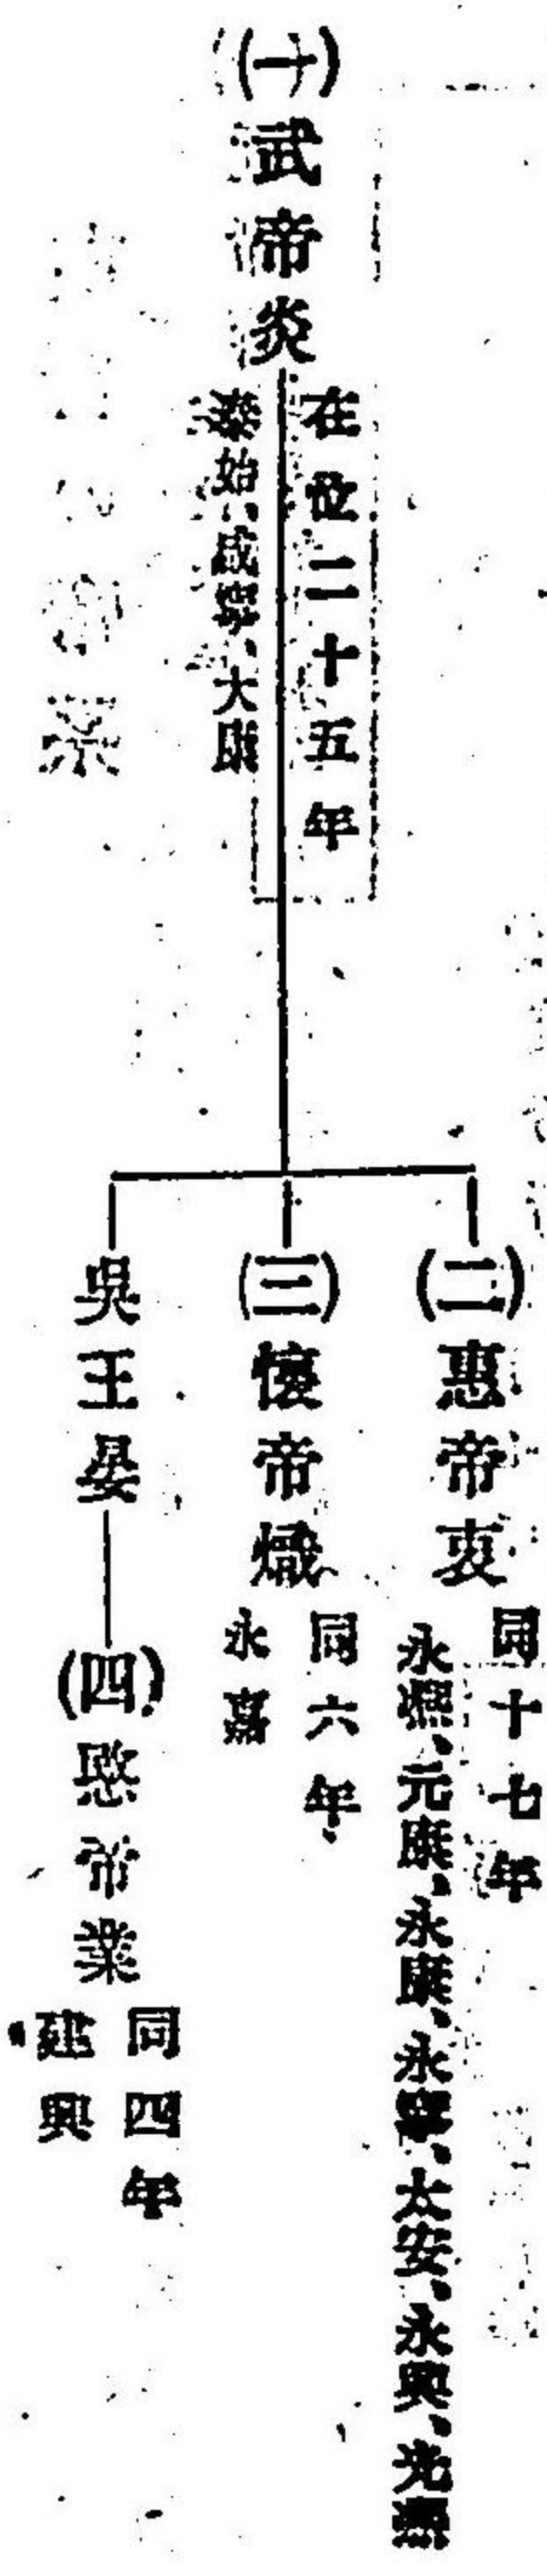 (一)武帝炎
在位二十五年
泰始、咸寧、大康
(二)惠帝衷
同十七年
永熙、元康、永康、永寧、太安、永興、光熙
(三)懷帝熾
同六年
永嘉
吳王晏
(四)愍帝業
同四年
建興